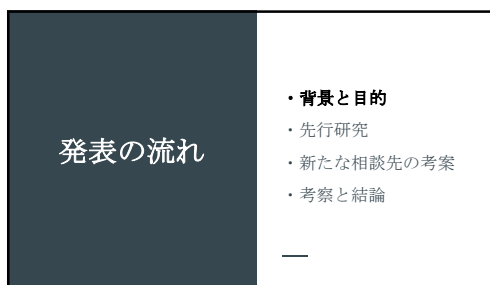 発表の流れ
・背景と目的
・先行研究
・新たな相談先の考案
・考察と結論